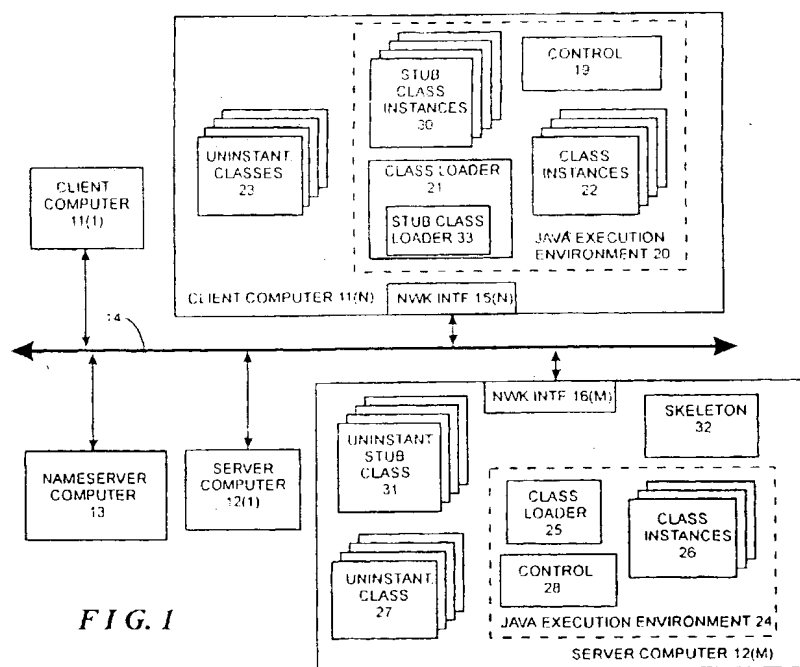 STUB
CLASS
INSTANCES
30
CONTROL
19
UNINSTANT.
CLASSES
23
CLASS LOADER
21
STUB CLASS
LOADER 33
CLASS
INSTANCES
22
JAVA EXECUTION
ENVIRONMENT 20
CLIENT COMPUTER 11(N)
NWK INTF 15(N)
CLIENT
COMPUTER
11(1)
14
NAMESERVER
COMPUTER
13
SERVER
COMPUTER
12(1)
NWK INTF 16(M)
SKELETON
32
UNINSTANT
STUB
CLASS
31
CLASS
LOADER
25
CLASS
INSTANCES
26
UNINSTANT.
CLASS
27
CONTROL
28
JAVA EXECUTION ENVIRONMENT 24
SERVER COMPUTER 12(M)
FIG. 1